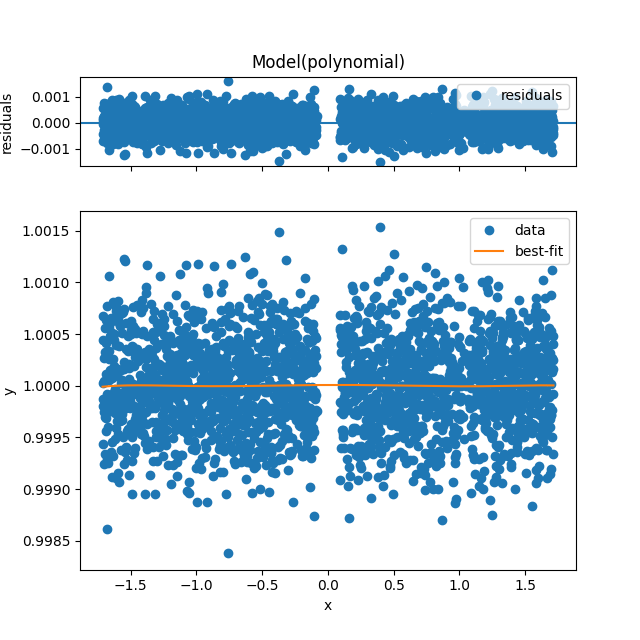 Model(polynomial)
residuals
0.001
0.000
−0.001
residuals
y
1.0015
1.0010
1.0005
1.0000
0.9995
0.9990
0.9985
data
best-fit
−1.5 −1.0 −0.5 0.0 0.5 1.0 1.5
x